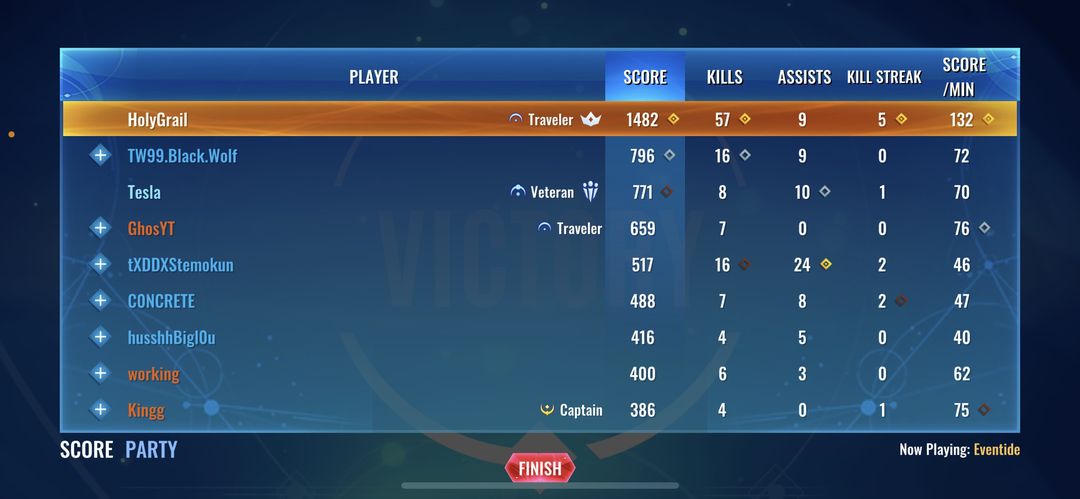 PLAYER SCORE KILLS ASSISTS KILL STREAK SCORE /MIN
HolyGrail Traveler 1482 57 9 5 132
TW99.Black.Wolf 796 16 9 0 72
Tesla Veteran 771 8 10 1 70
GhosYT Traveler 659 7 0 0 76
tXDDXStemokun 517 16 24 2 46
CONCRETE 488 7 8 2 47
husshhBigl0u 416 4 5 0 40
working 400 6 3 0 62
Kingg Captain 386 4 0 1 75
VICTORY
SCORE PARTY
Now Playing: Eventide
FINISH